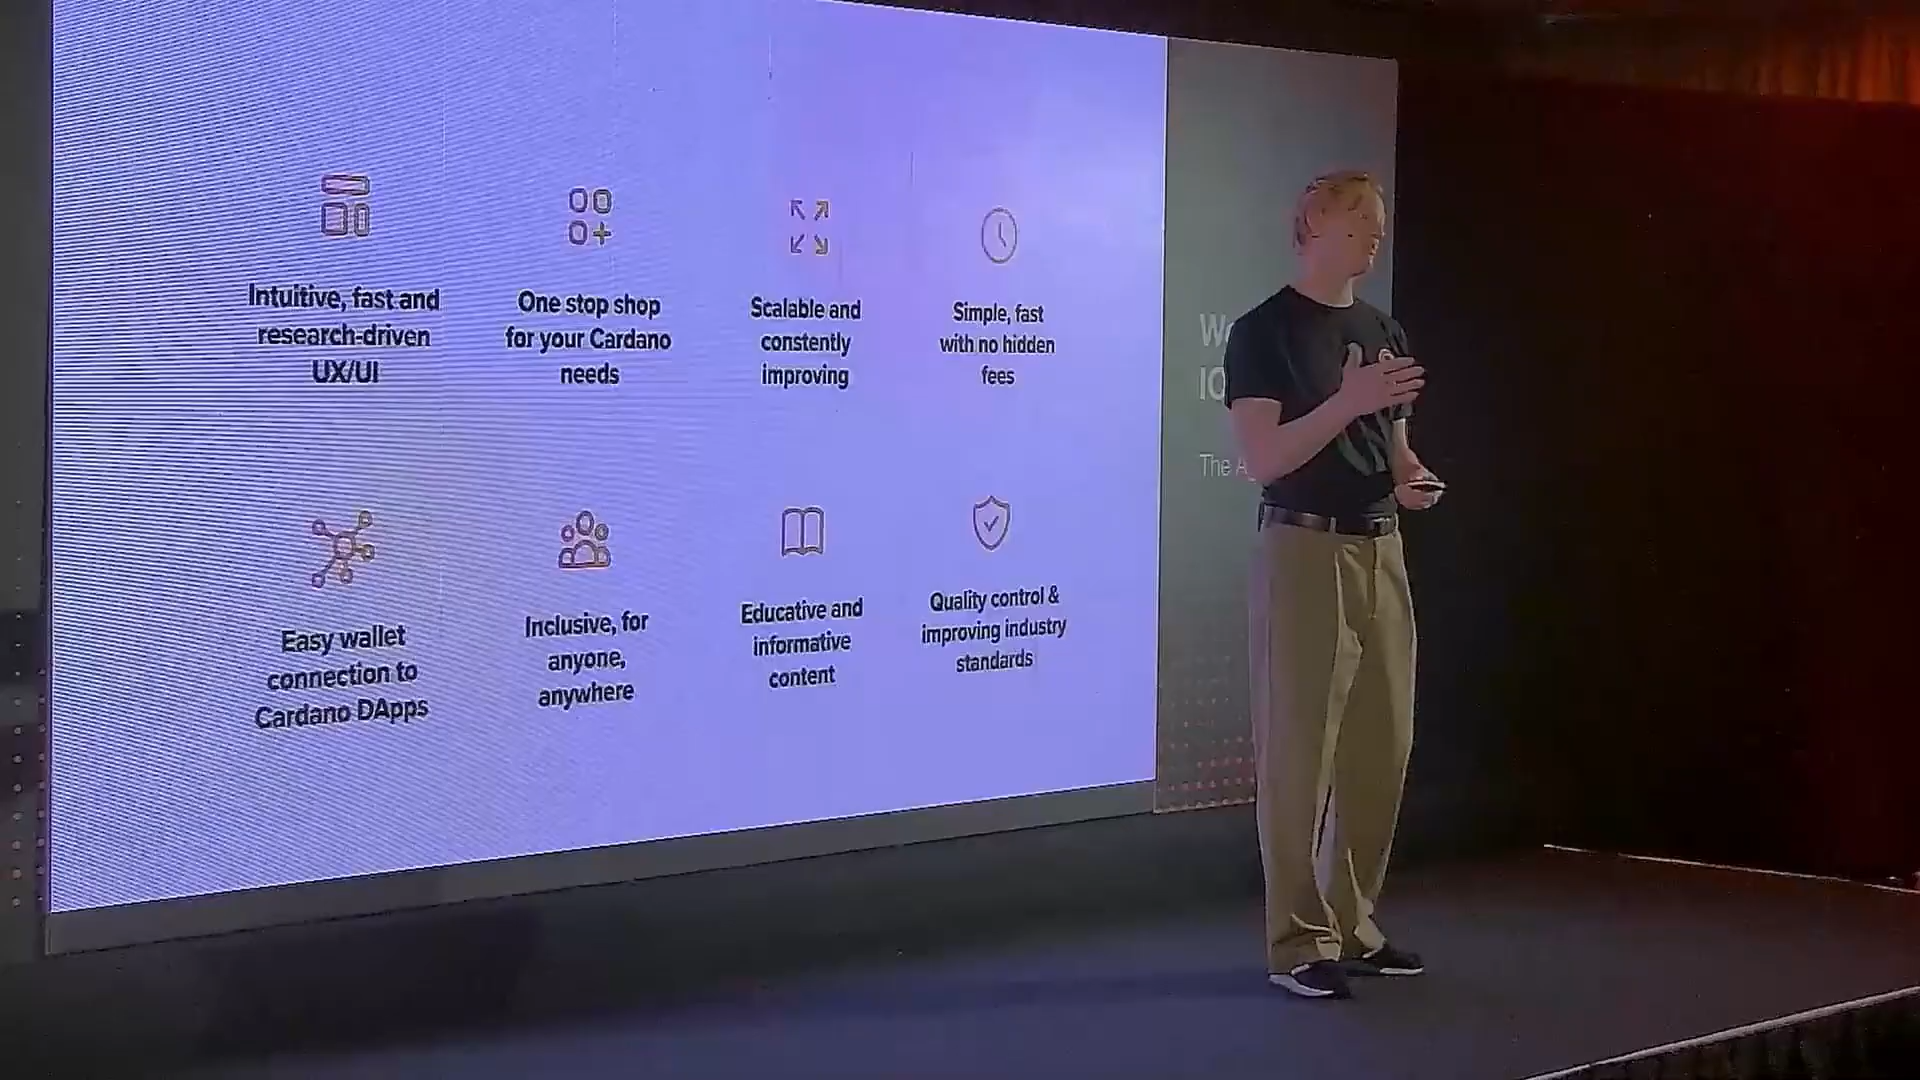 Intuitive, fast and
research-driven
UX/UI
One stop shop
for your Cardano
needs
Scalable and
constently
improving
Simple, fast
with no hidden
fees
Easy wallet
connection to
Cardano DApps
Inclusive, for
anyone,
anywhere
Educative and
informative
content
Quality control &
improving industry
standards
The